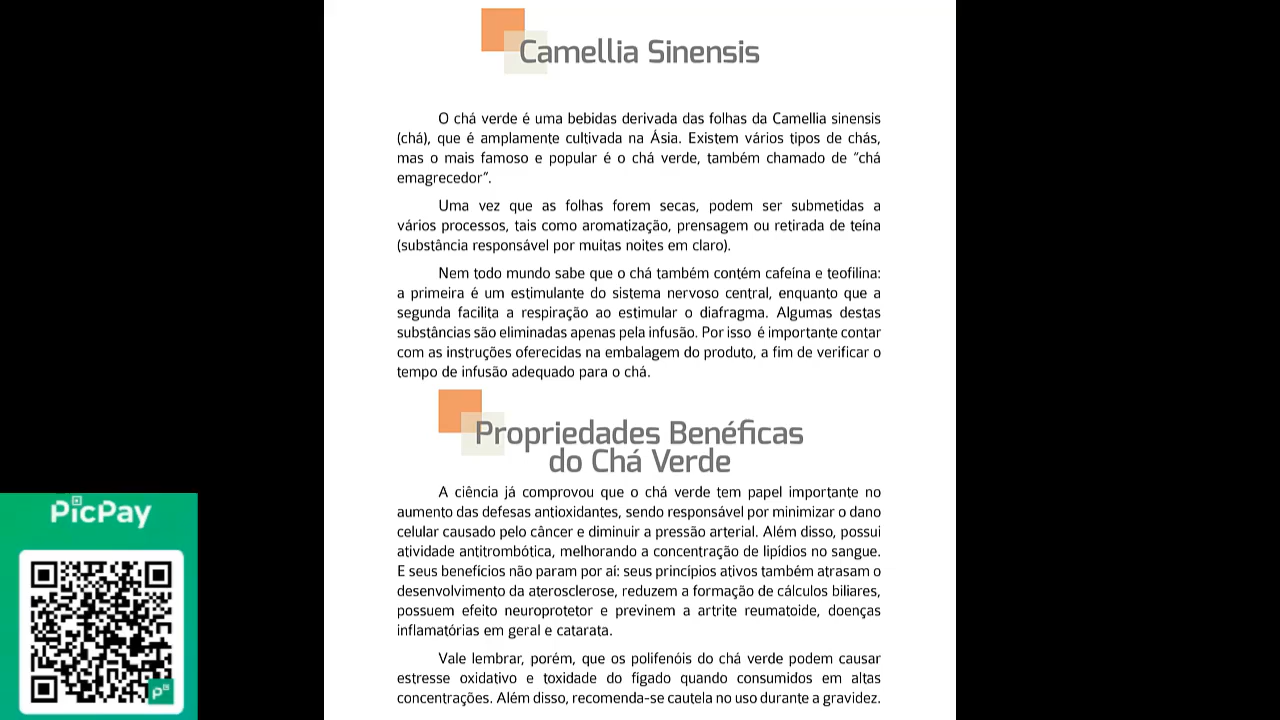 Camellia Sinensis
O chá verde é uma bebidas derivada das folhas da Camellia sinensis
(chá), que é amplamente cultivada na Ásia. Existem vários tipos de chás,
mas o mais famoso e popular é o chá verde, também chamado de “chá
emagrecedor”.
Uma vez que as folhas forem secas, podem ser submetidas a
vários processos, tais como aromatização, prensagem ou retirada de teína
(substância responsável por muitas noites em claro).
Nem todo mundo sabe que o chá também contém cafeína e teofilina:
a primeira é um estimulante do sistema nervoso central, enquanto que a
segunda facilita a respiração ao estimular o diafragma. Algumas destas
substâncias são eliminadas apenas pela infusão. Por isso é importante contar
com as instruções oferecidas na embalagem do produto, a fim de verificar o
tempo de infusão adequado para o chá.
Propriedades Benéficas
do Chá Verde
A ciência já comprovou que o chá verde tem papel importante no
aumento das defesas antioxidantes, sendo responsável por minimizar o dano
celular causado pelo câncer e diminuir a pressão arterial. Além disso, possui
atividade antitrombótica, melhorando a concentração de lipídios no sangue.
E seus benefícios não param por aí: seus princípios ativos também atrasam o
desenvolvimento da aterosclerose, reduzem a formação de cálculos biliares,
possuem efeito neuroprotetor e previnem a artrite reumatoide, doenças
inflamatórias em geral e catarata.
Vale lembrar, porém, que os polifenóis do chá verde podem causar
estresse oxidativo e toxidade do fígado quando consumidos em altas
concentrações. Além disso, recomenda-se cautela no uso durante a gravidez.
PicPay